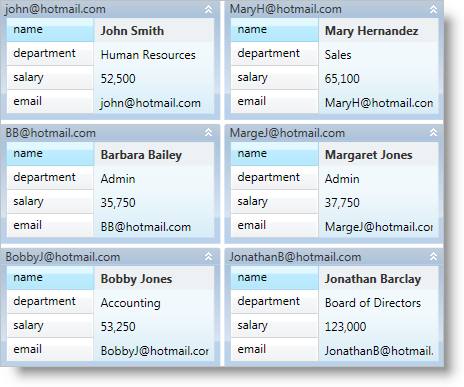 john@hotmail.com
name John Smith
department Human Resources
salary 52,500
email john@hotmail.com
MaryH@hotmail.com
name Mary Hernandez
department Sales
salary 65,100
email MaryH@hotmail.com
BB@hotmail.com
name Barbara Bailey
department Admin
salary 35,750
email BB@hotmail.com
MargeJ@hotmail.com
name Margaret Jones
department Admin
salary 37,750
email MargeJ@hotmail.com
BobbyJ@hotmail.com
name Bobby Jones
department Accounting
salary 53,250
email BobbyJ@hotmail.com
JonathanB@hotmail.com
name Jonathan Barclay
department Board of Directors
salary 123,000
email JonathanB@hotmail.com